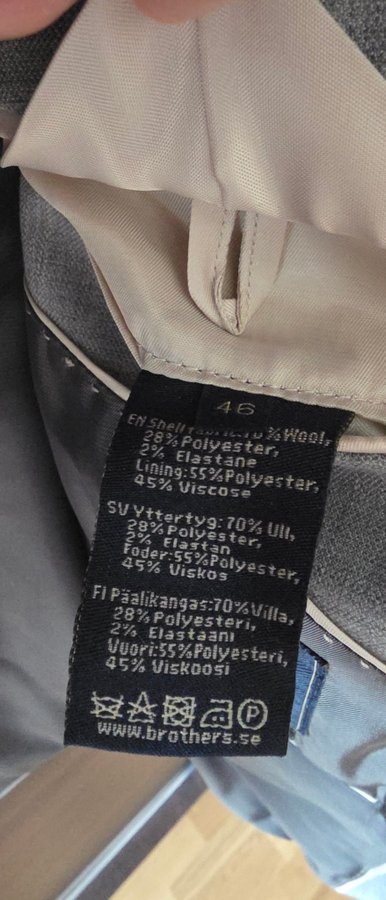 46
EN Shell fabric:70%Wool,
28%Polyester,
2% Elastane
Lining:55%Polyester,
45% Viscose
SV Yttertyg:70%Ull,
28%Polyester,
2% Elastan
Foder:55%Polyester,
45% Viskos
FI Päälikangas:70%Villa,
28%Polyesteri,
2% Elastaani
Vuori:55%Polyesteri,
45% Viskoosi
P
www.brothers.se